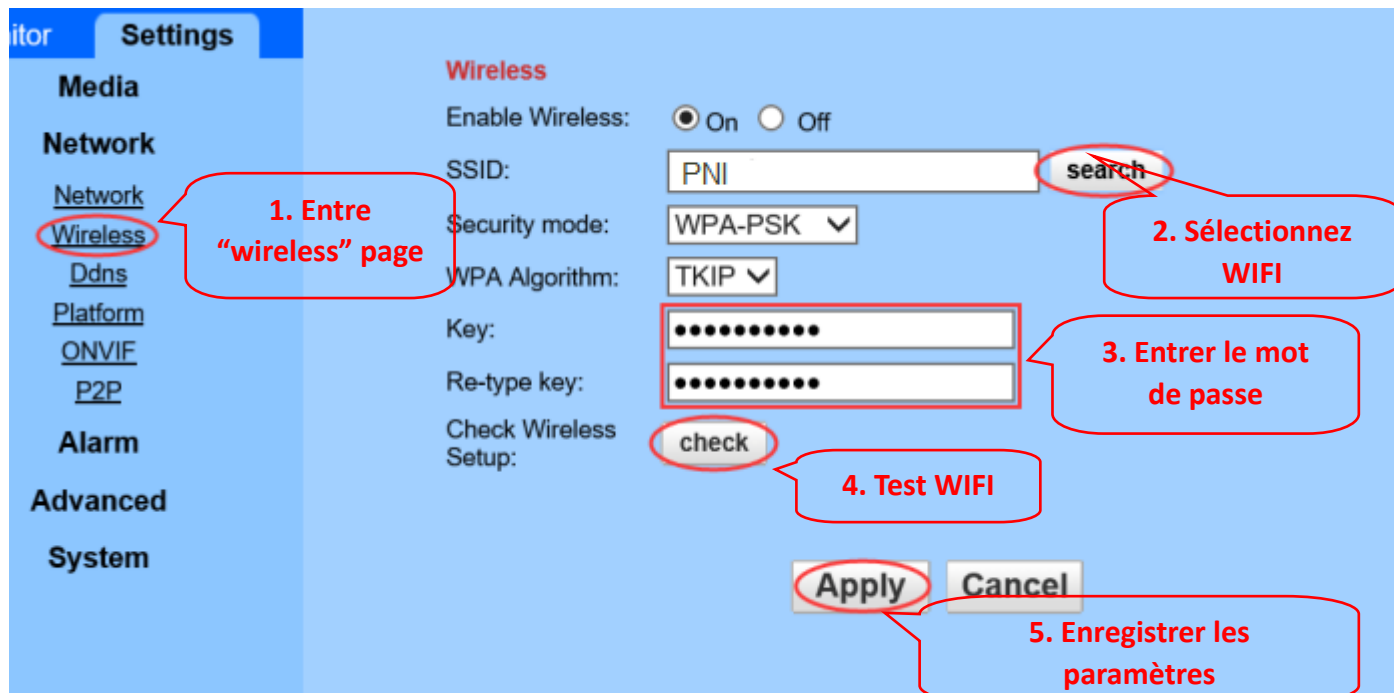 itor Settings
Media
Network
Network
Wireless
Ddns
Platform
ONVIF
P2P
Alarm
Advanced
System
1. Entre
“wireless” page
Wireless
Enable Wireless: On Off
SSID: PNI search
2. Sélectionnez
WIFI
Security mode: WPA-PSK
WPA Algorithm: TKIP
Key: ●●●●●●●●●●
Re-type key: ●●●●●●●●●●
3. Entrer le mot
de passe
Check Wireless
Setup:
check
4. Test WIFI
Apply Cancel
5. Enregistrer les
paramètres